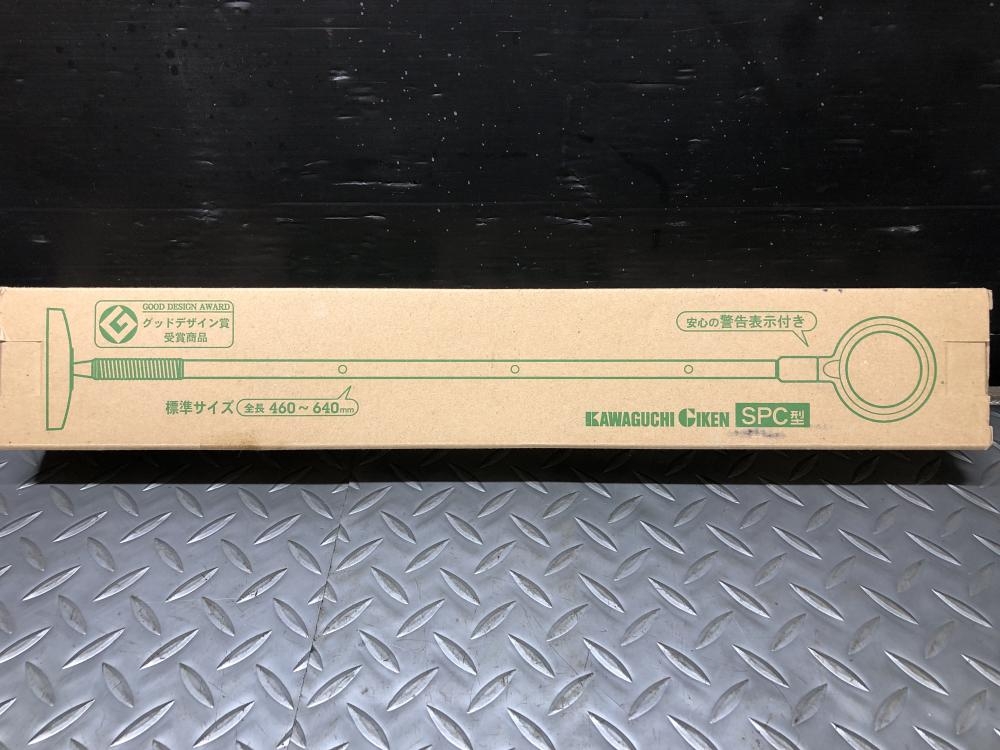 GOOD DESIGN AWARD
グッドデザイン賞
受賞商品
安心の警告表示付き
標準サイズ 全長 460〜640mm
KAWAGUCHI GIKEN SPC型